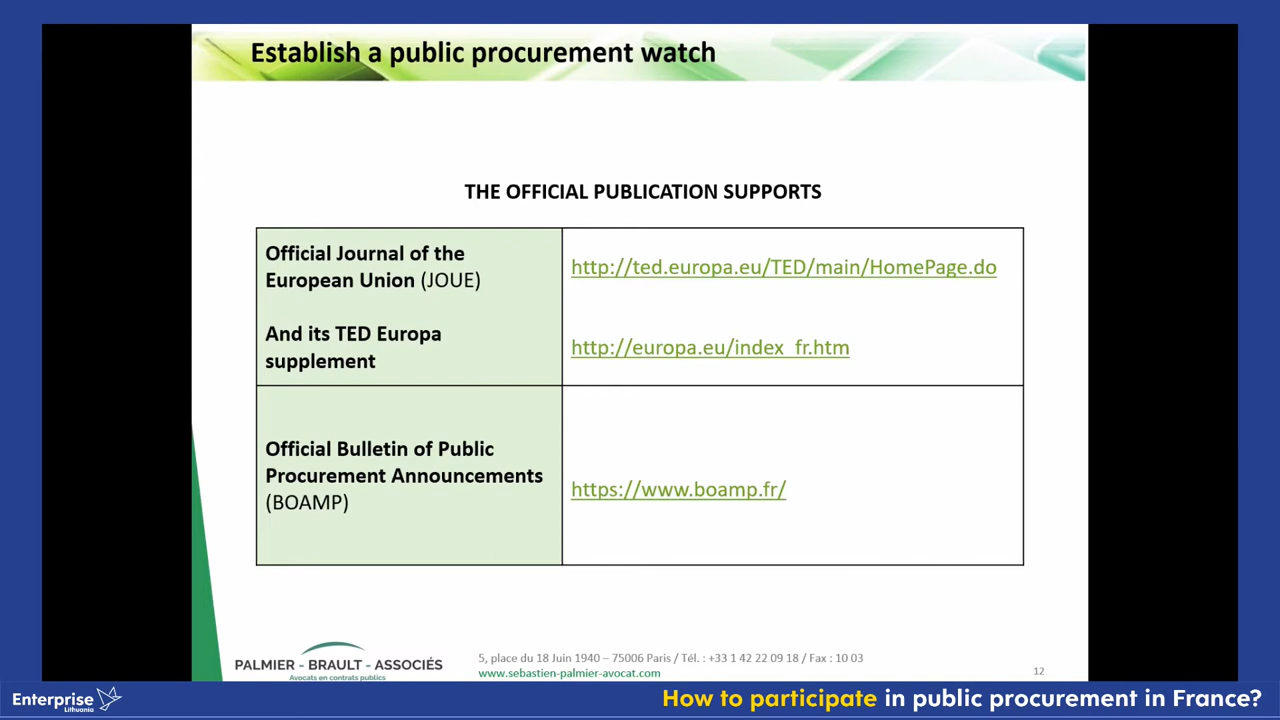 Establish a public procurement watch
THE OFFICIAL PUBLICATION SUPPORTS
Official Journal of the
European Union (JOUE)
And its TED Europa
supplement
http://ted.europa.eu/TED/main/HomePage.do
http://europa.eu/index_fr.htm
Official Bulletin of Public
Procurement Announcements
(BOAMP)
https://www.boamp.fr/
PALMIER - BRAULT - ASSOCIÉS
Avocats en contrats publics
5, place du 18 Juin 1940 – 75006 Paris / Tél. : +33 1 42 22 09 18 / Fax : 10 03
www.sebastien-palmier-avocat.com
12
Enterprise
Lithuania
How to participate in public procurement in France?